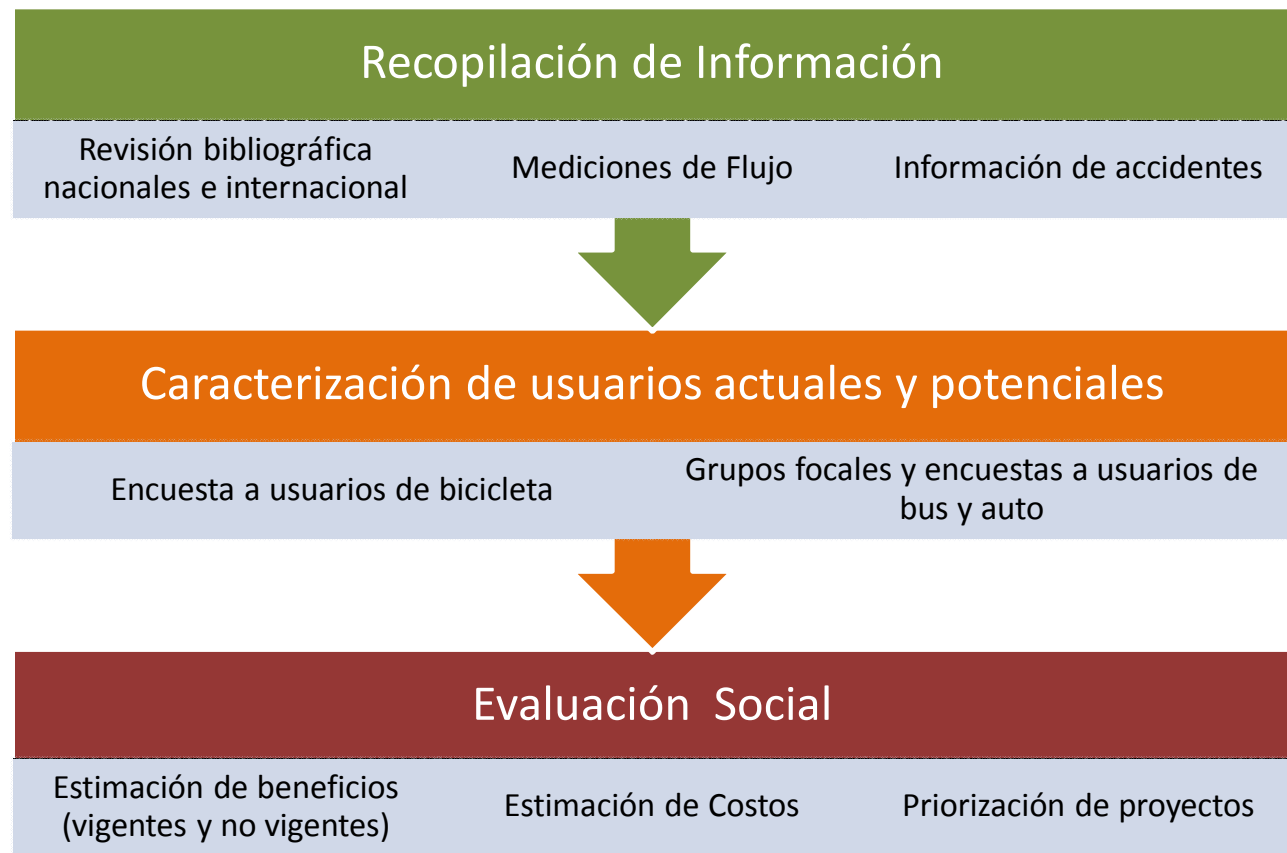 Recopilación de Información
Revisión bibliográfica
nacionales e internacional
Mediciones de Flujo
Información de accidentes
Caracterización de usuarios actuales y potenciales
Encuesta a usuarios de bicicleta
Grupos focales y encuestas a usuarios de
bus y auto
Evaluación Social
Estimación de beneficios
(vigentes y no vigentes)
Estimación de Costos
Priorización de proyectos